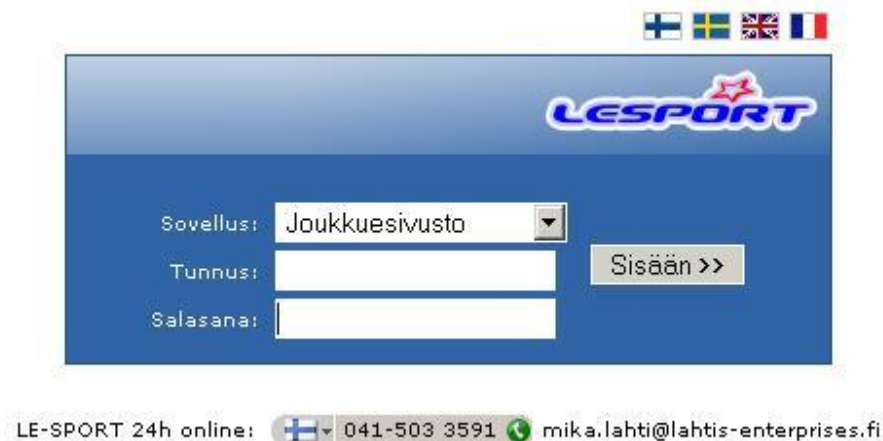 LESPORT
Sovellus: Joukkuesivusto
Tunnus:
Sisään >>
Salasana:
LE-SPORT 24h online: 041-503 3591 mika.lahti@lahtis-enterprises.fi